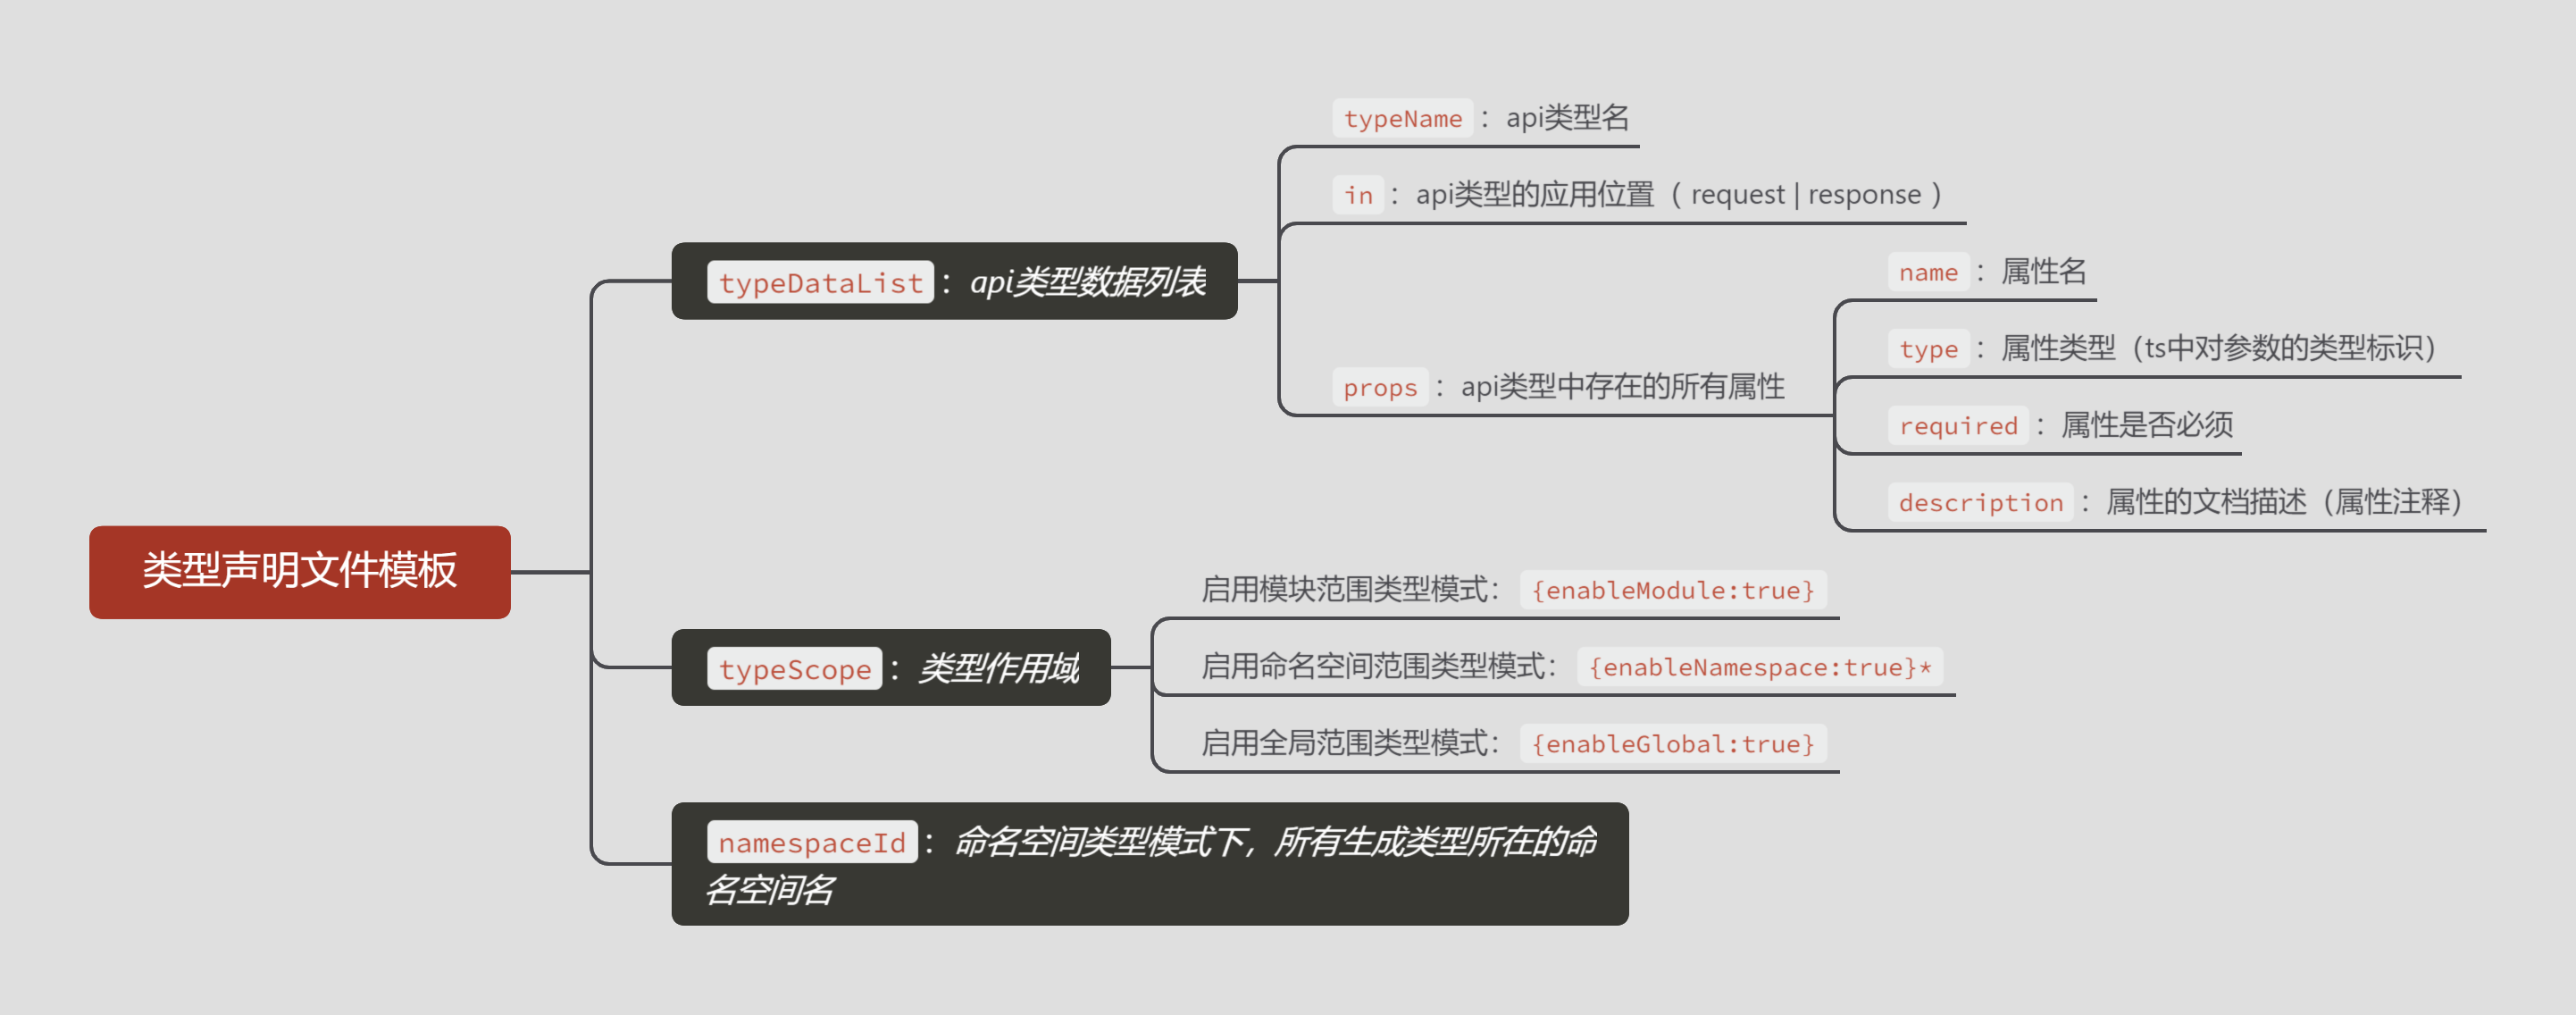 类型声明文件模板
typeDataList：api类型数据列表
typeName：api类型名
in：api类型的应用位置（ request | response ）
props：api类型中存在的所有属性
name：属性名
type：属性类型（ts中对参数的类型标识）
required：属性是否必须
description：属性的文档描述（属性注释）
typeScope：类型作用域
启用模块范围类型模式：{enableModule:true}
启用命名空间范围类型模式：{enableNamespace:true}*
启用全局范围类型模式：{enableGlobal:true}
namespaceId：命名空间类型模式下，所有生成类型所在的命
名空间名